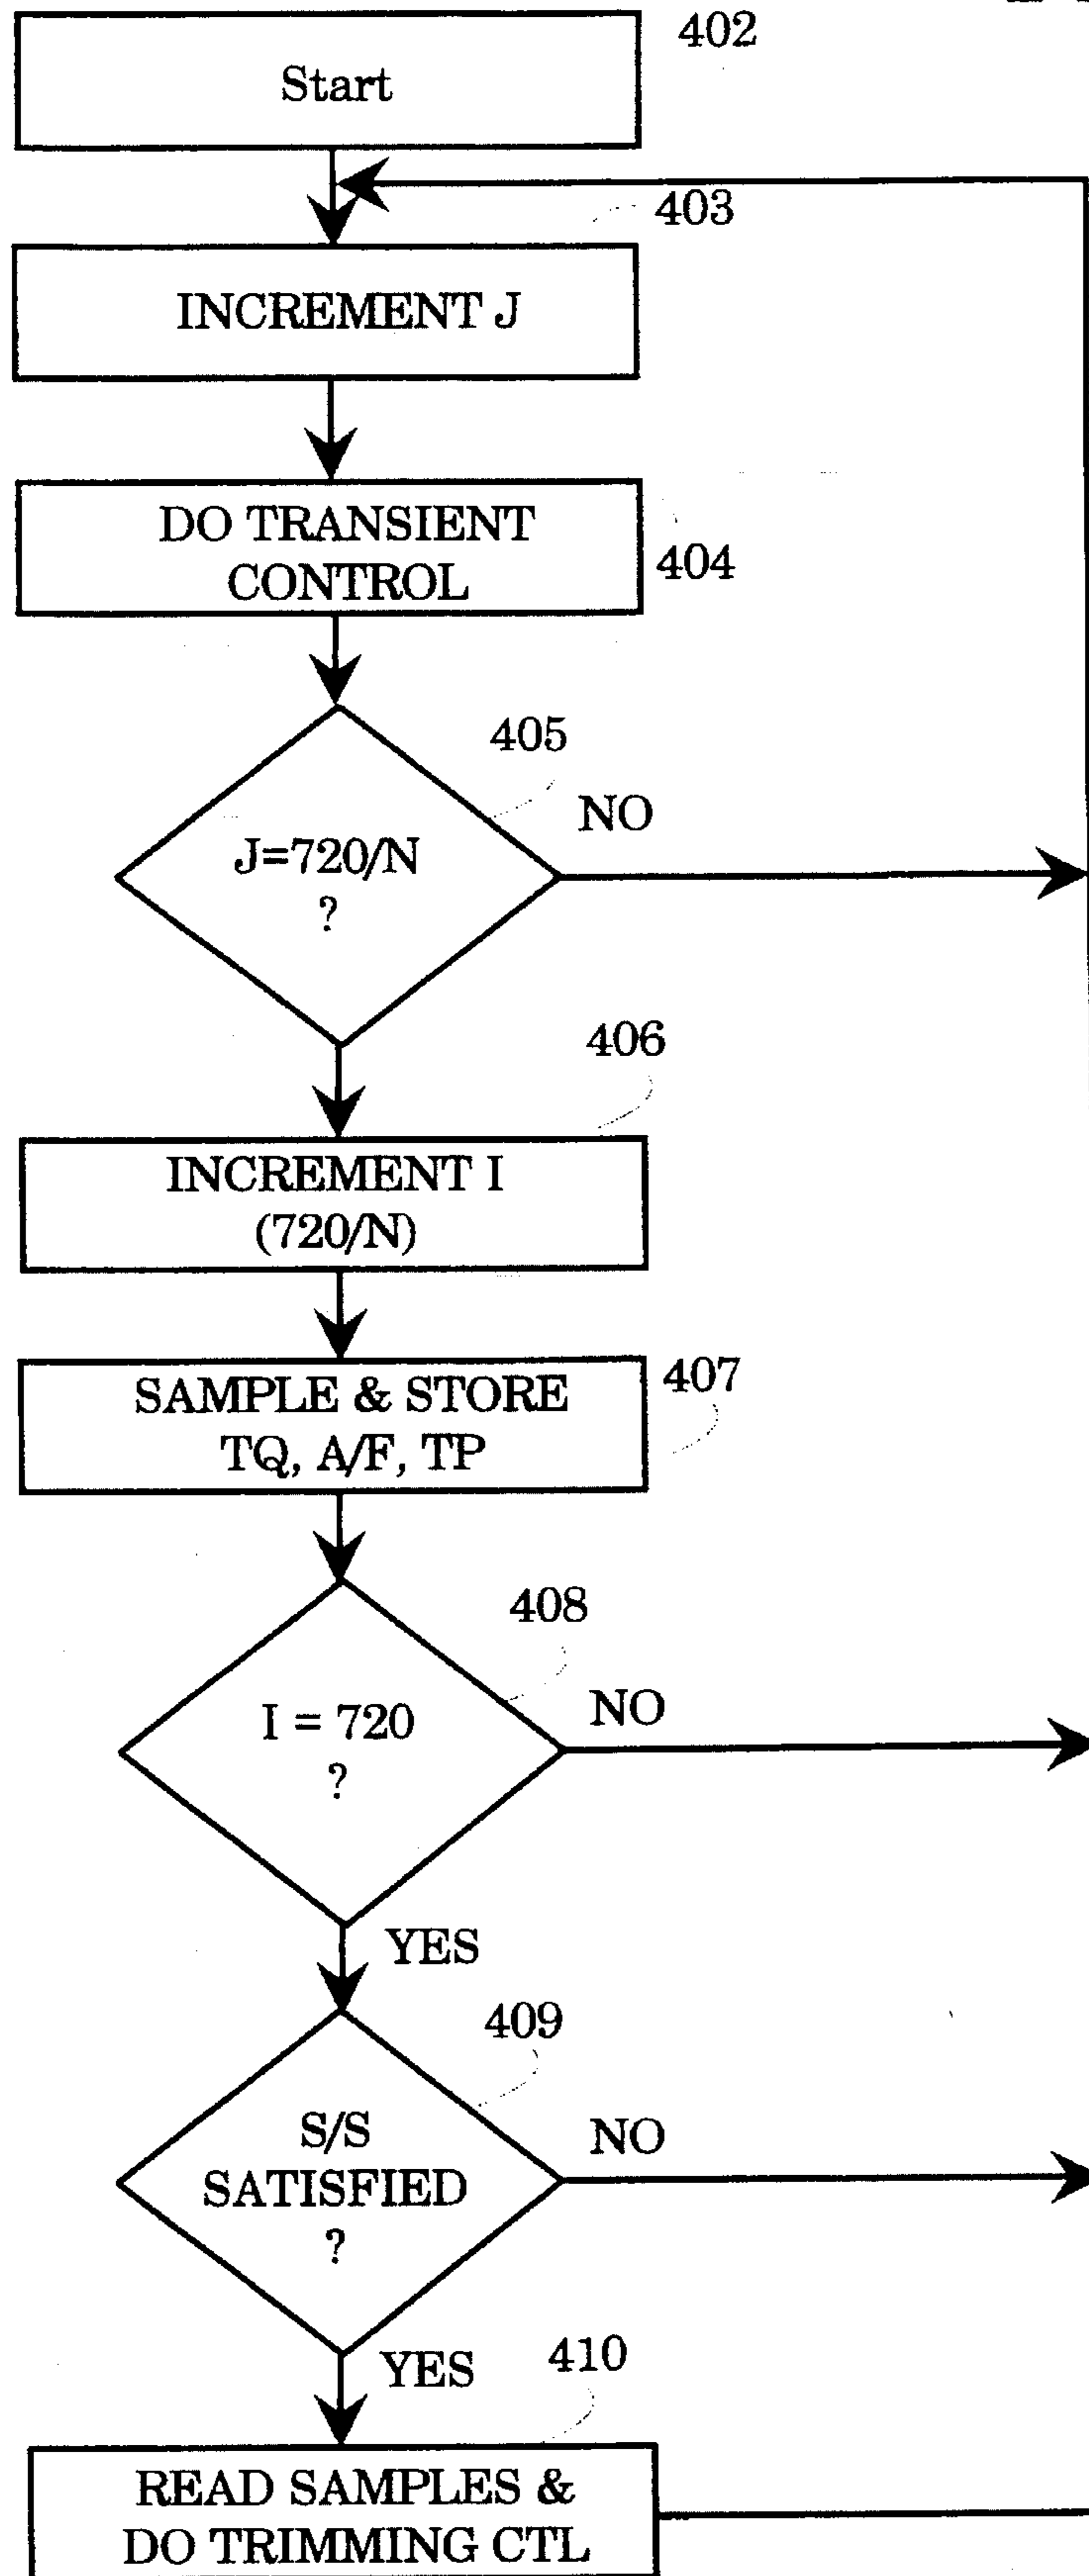 402
Start
403
INCREMENT J
DO TRANSIENT
CONTROL
404
405
NO
J=720/N
?
406
INCREMENT I
(720/N)
SAMPLE & STORE
TQ, A/F, TP
407
408
NO
I = 720
?
YES
409
NO
S/S
SATISFIED
?
YES
410
READ SAMPLES &
DO TRIMMING CTL